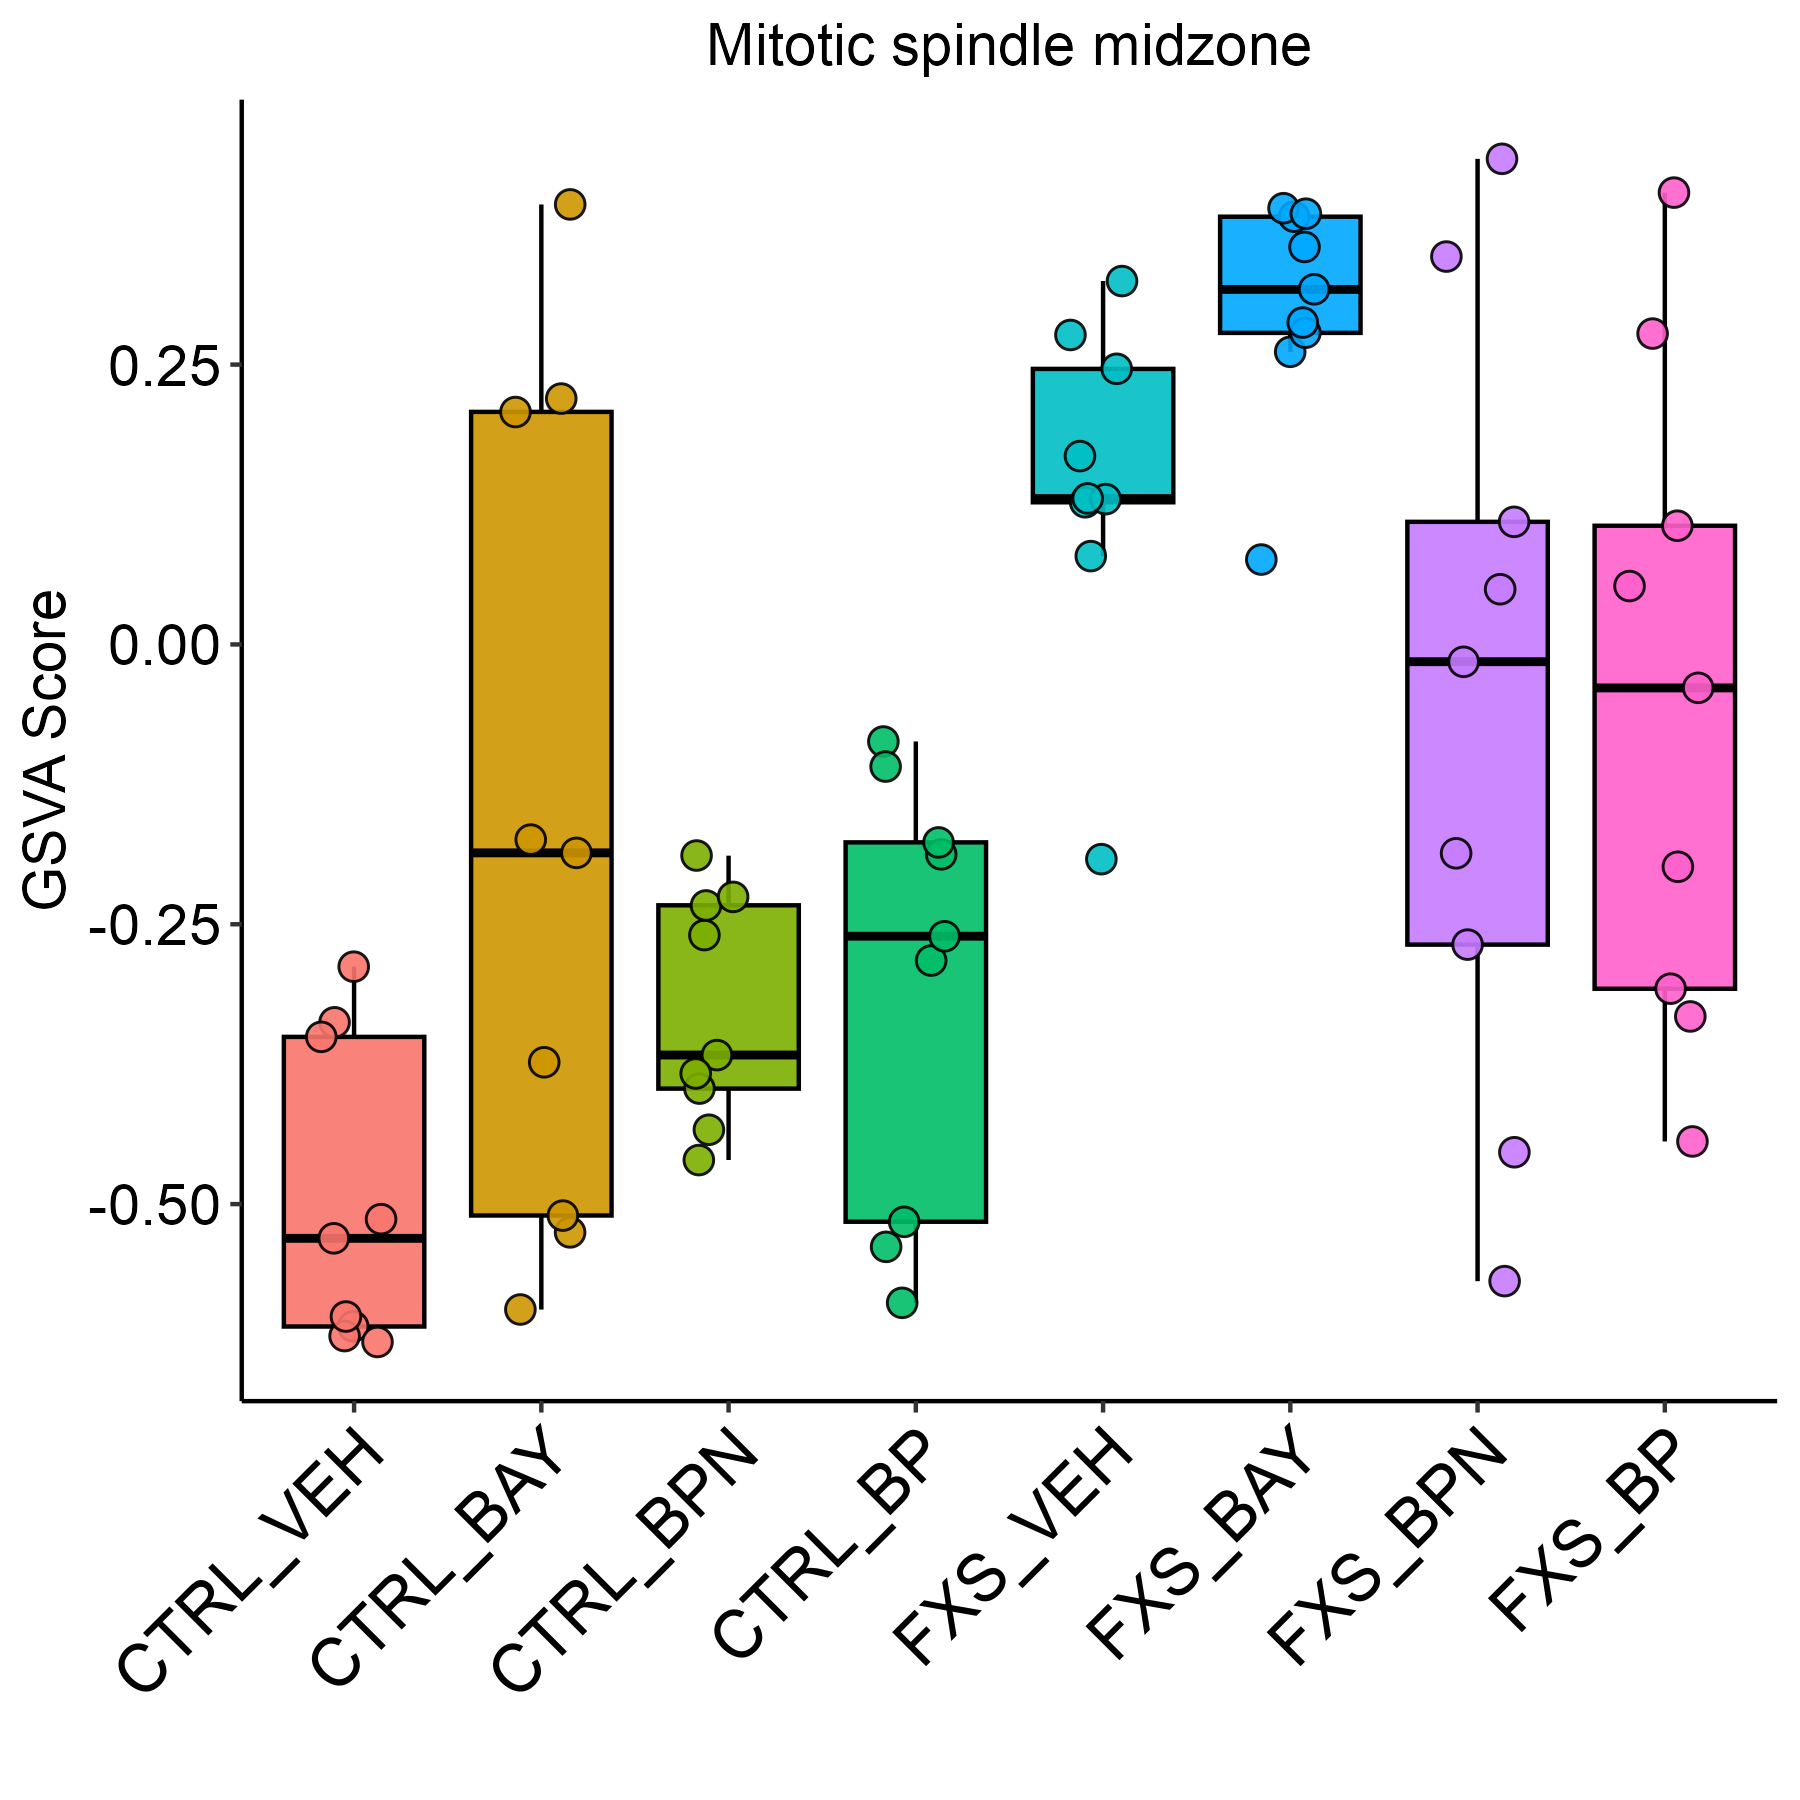 Mitotic spindle midzone
GSVA Score
0.25
0.00
-0.25
-0.50
CTRL_VEH
CTRL_BAY
CTRL_BPN
CTRL_BP
FXS_VEH
FXS_BAY
FXS_BPN
FXS_BP